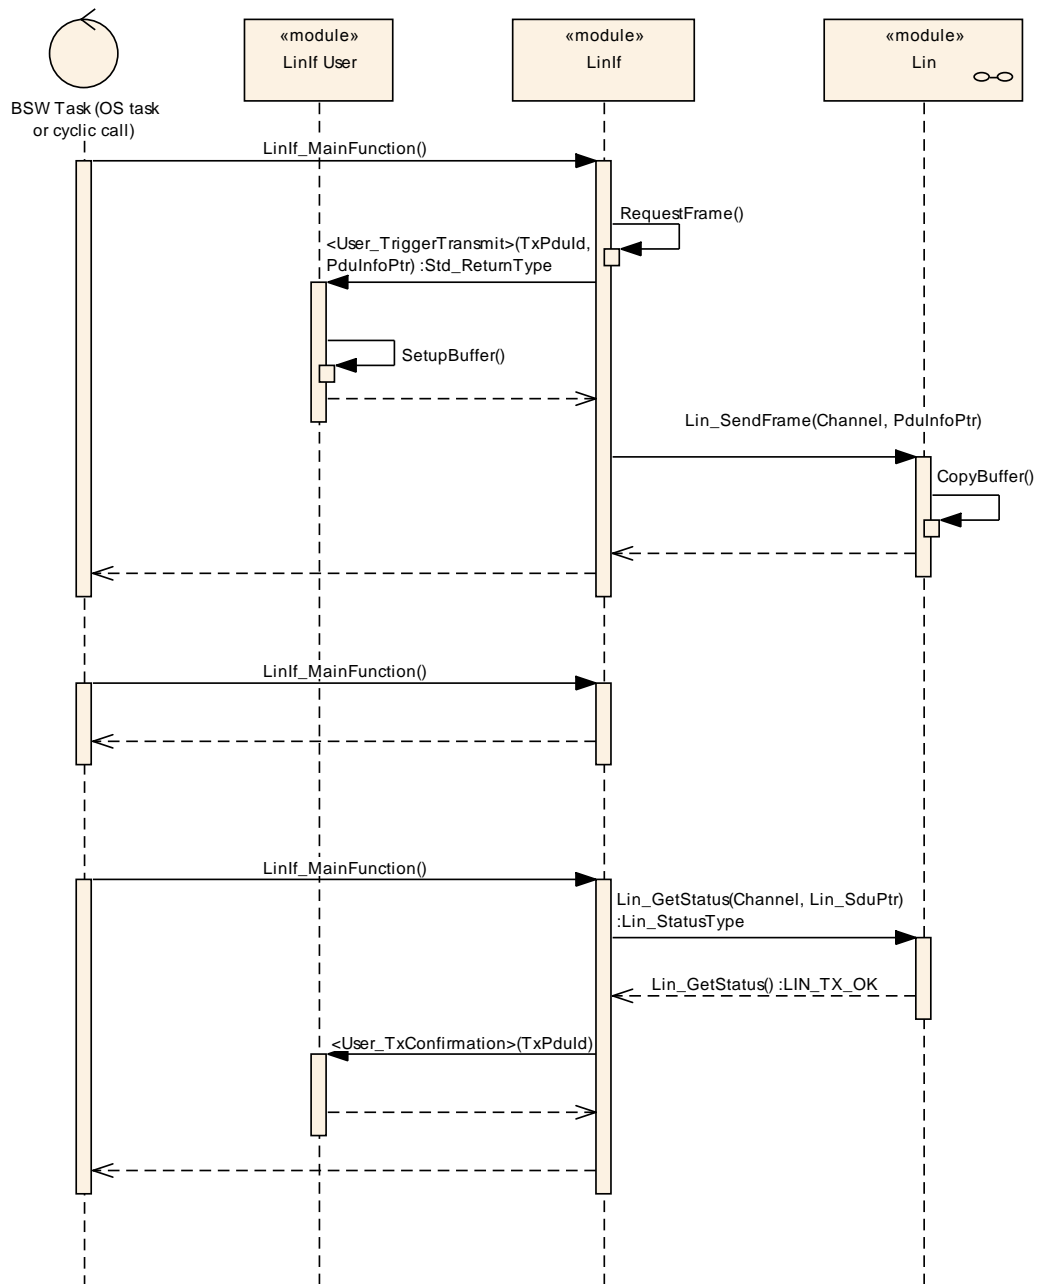 «module»
LinIf User
«module»
LinIf
«module»
Lin
BSW Task (OS task
or cyclic call)
LinIf_MainFunction()
RequestFrame()
<User_TriggerTransmit>(TxPduId,
PduInfoPtr) :Std_ReturnType
SetupBuffer()
Lin_SendFrame(Channel, PduInfoPtr)
CopyBuffer()
LinIf_MainFunction()
LinIf_MainFunction()
Lin_GetStatus(Channel, Lin_SduPtr)
:Lin_StatusType
Lin_GetStatus() :LIN_TX_OK
<User_TxConfirmation>(TxPduId)